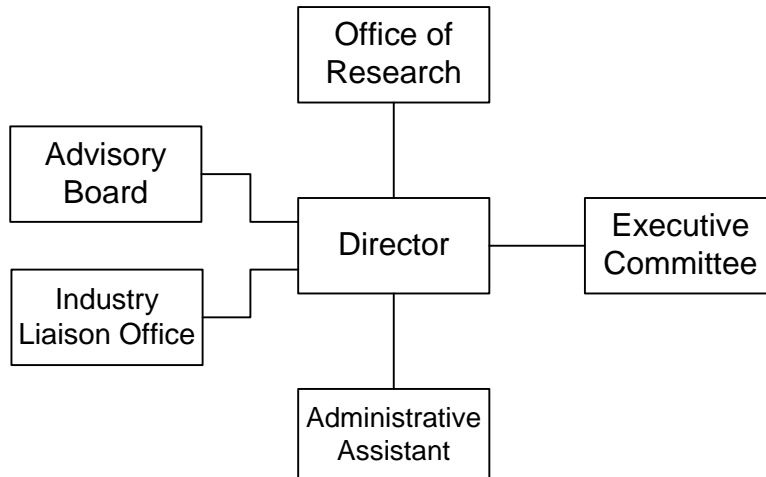 Office of
Research
Advisory
Board
Director
Executive
Committee
Industry
Liaison Office
Administrative
Assistant